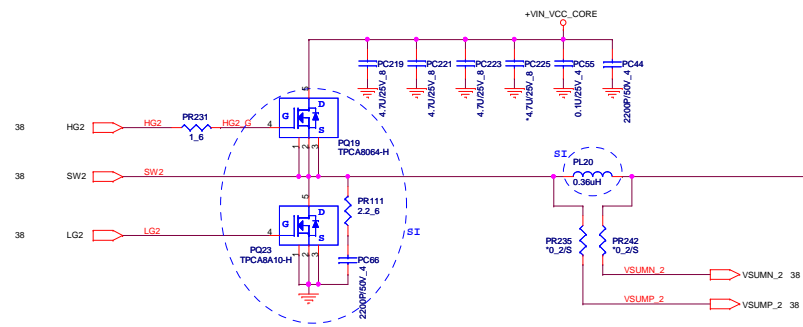 +VIN_VCC_CORE
PC219
4.7U/25V_8
PC221
4.7U/25V_8
PC223
4.7U/25V_8
PC225
*4.7U/25V_8
PC55
0.1U/25V_4
PC44
2200P/50V_4
5
D
G
S
4
1
2
3
38
HG2
HG2
PR231
1_6
HG2_G
PQ19
TPCA8064-H
38
SW2
SW2
SI
PL20
0.36uH
5
D
G
S
4
1
2
3
PR111
2.2_6
SI
38
LG2
LG2
PQ23
TPCA8A10-H
PC66
2200P/50V_4
PR235
*0_2/S
PR242
*0_2/S
VSUMN_2
VSUMN_2
38
VSUMP_2
VSUMP_2
38